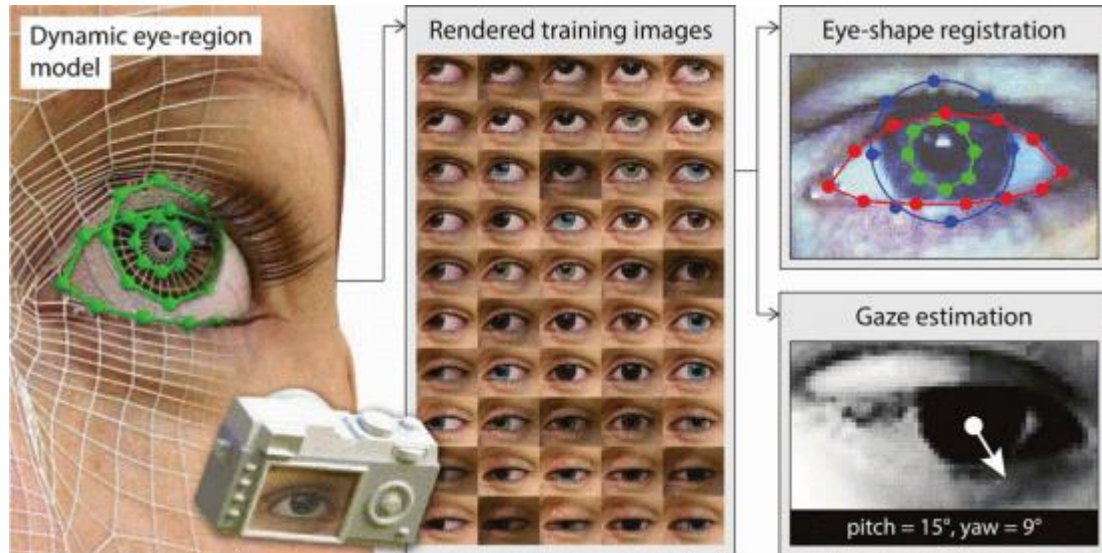 Dynamic eye-region
model
Rendered training images
Eye-shape registration
Gaze estimation
pitch = 15°, yaw = 9°